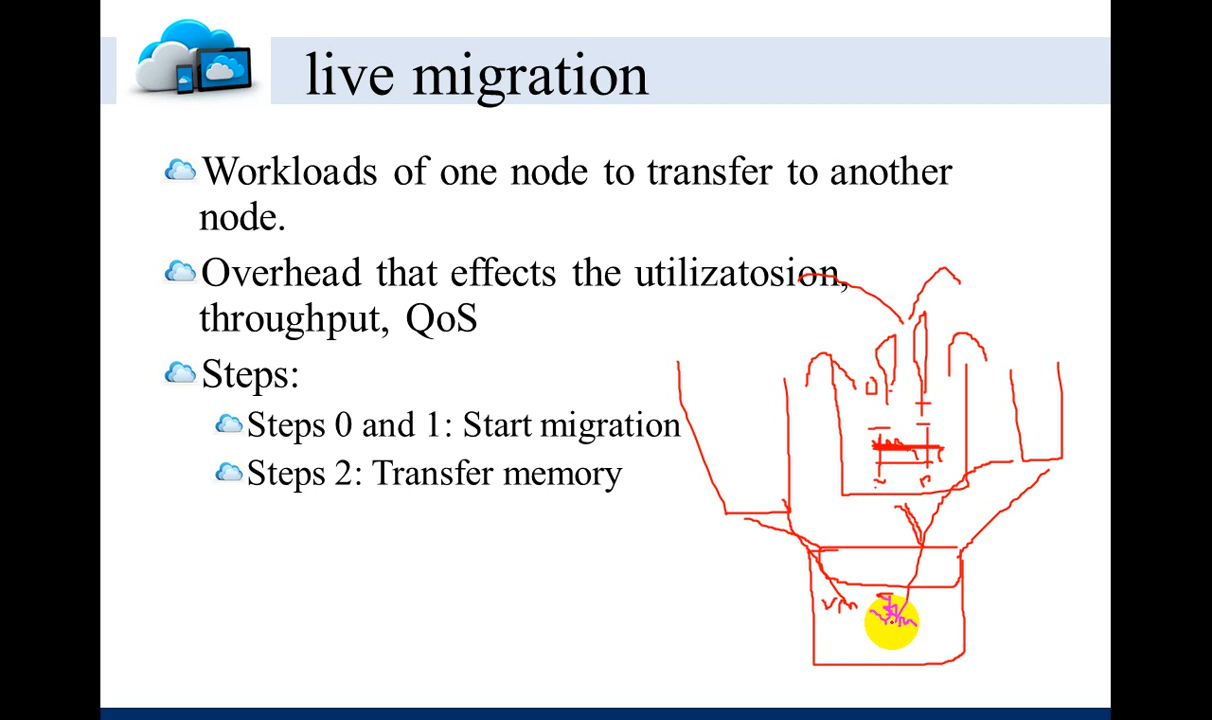 live migration
Workloads of one node to transfer to another
node.
Overhead that effects the utilizatosion,
throughput, QoS
Steps:
Steps 0 and 1: Start migration
Steps 2: Transfer memory
vm